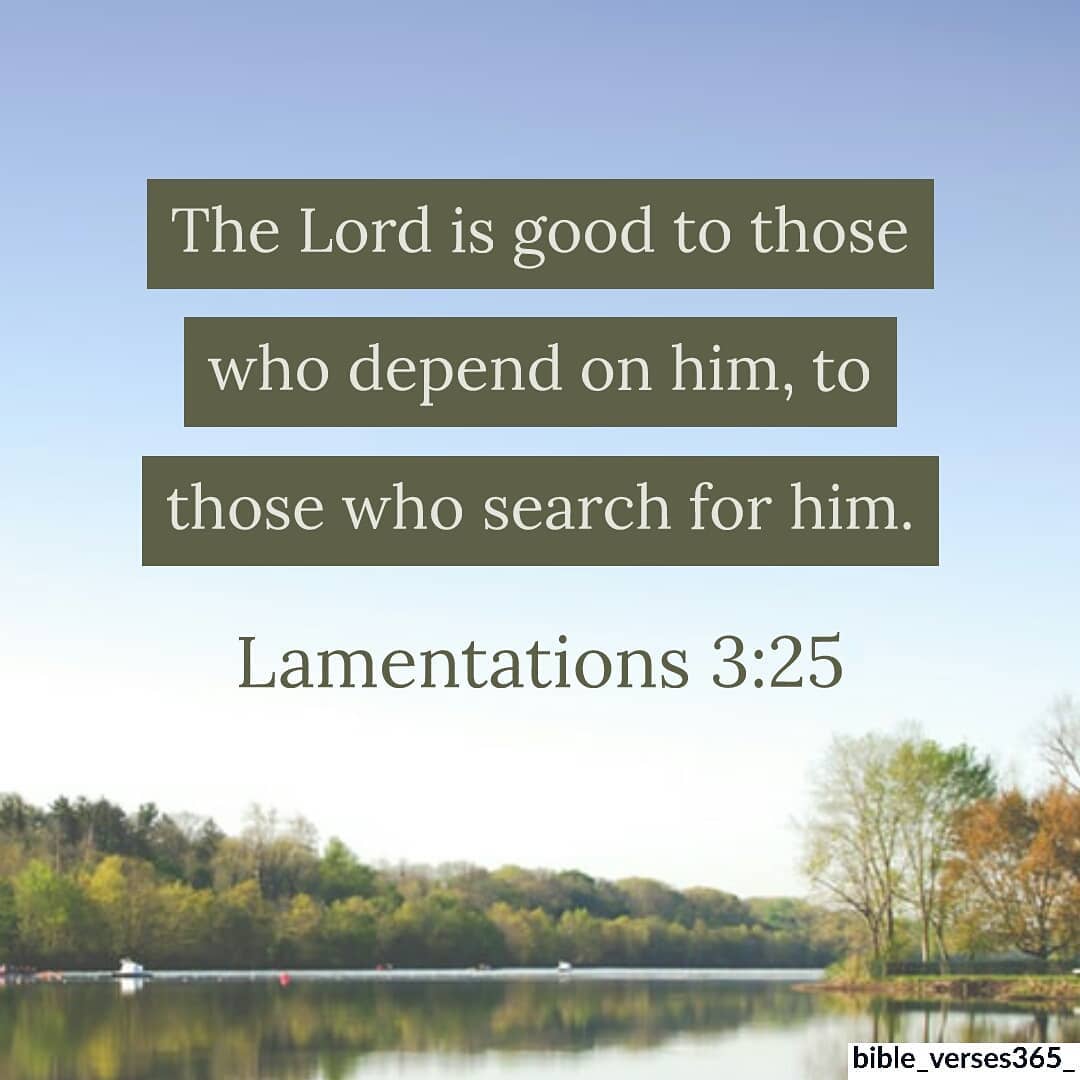 The Lord is good to those
who depend on him, to
those who search for him.
Lamentations 3:25
bible_verses365_